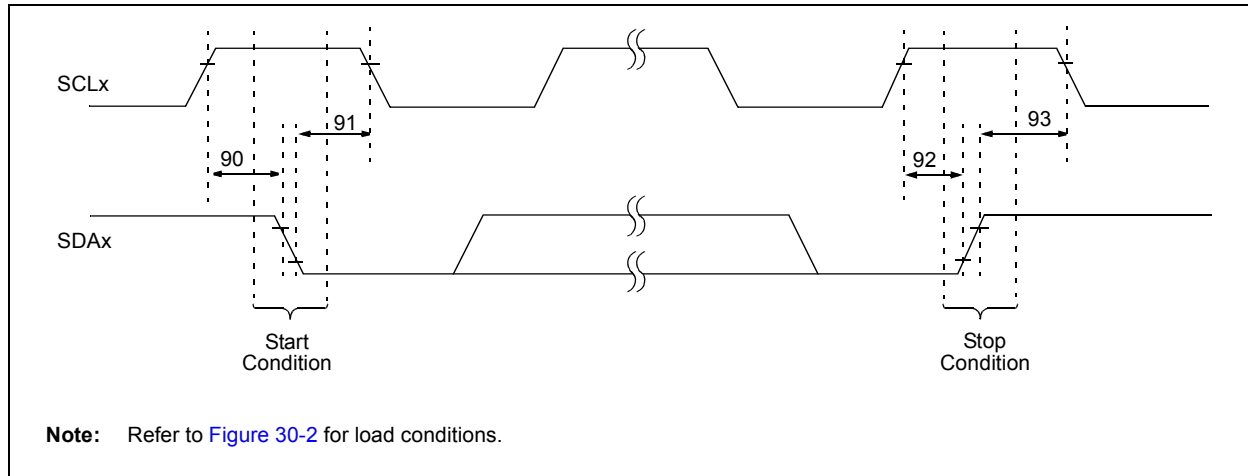 SCLx
91
93
90
92
SDAx
Start
Condition
Stop
Condition
Note: Refer to Figure 30-2 for load conditions.